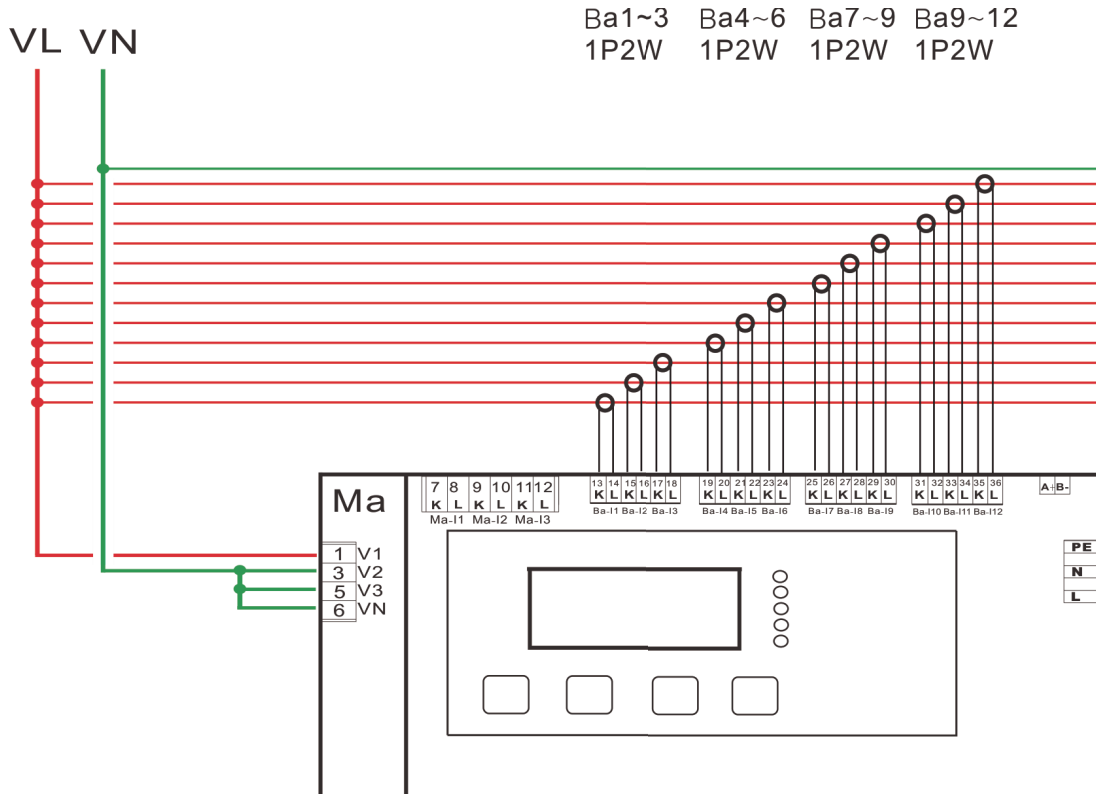 VL VN
Ba1~3 Ba4~6 Ba7~9 Ba9~12
1P2W 1P2W 1P2W 1P2W
Ma
7 8 9 10 11 12
K L K L K L
Ma-I1 Ma-I2 Ma-I3
13 14 15 16 17 18
K L K L K L
Ba-I1 Ba-I2 Ba-I3
19 20 21 22 23 24
K L K L K L
Ba-I4 Ba-I5 Ba-I6
25 26 27 28 29 30
K L K L K L
Ba-I7 Ba-I8 Ba-I9
31 32 33 34 35 36
K L K L K L
Ba-I10 Ba-I11 Ba-I12
A+ B-
1 V1
3 V2
5 V3
6 VN
PE
N
L